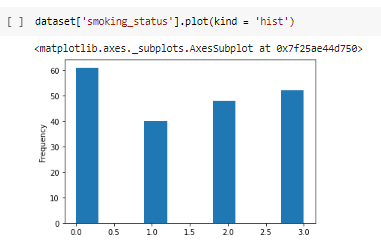 [ ] dataset['smoking_status'].plot(kind = 'hist')
<matplotlib.axes._subplots.AxesSubplot at 0x7f25ae44d750>
60
50
40
30
20
10
0
Frequency
0.0 0.5 1.0 1.5 2.0 2.5 3.0